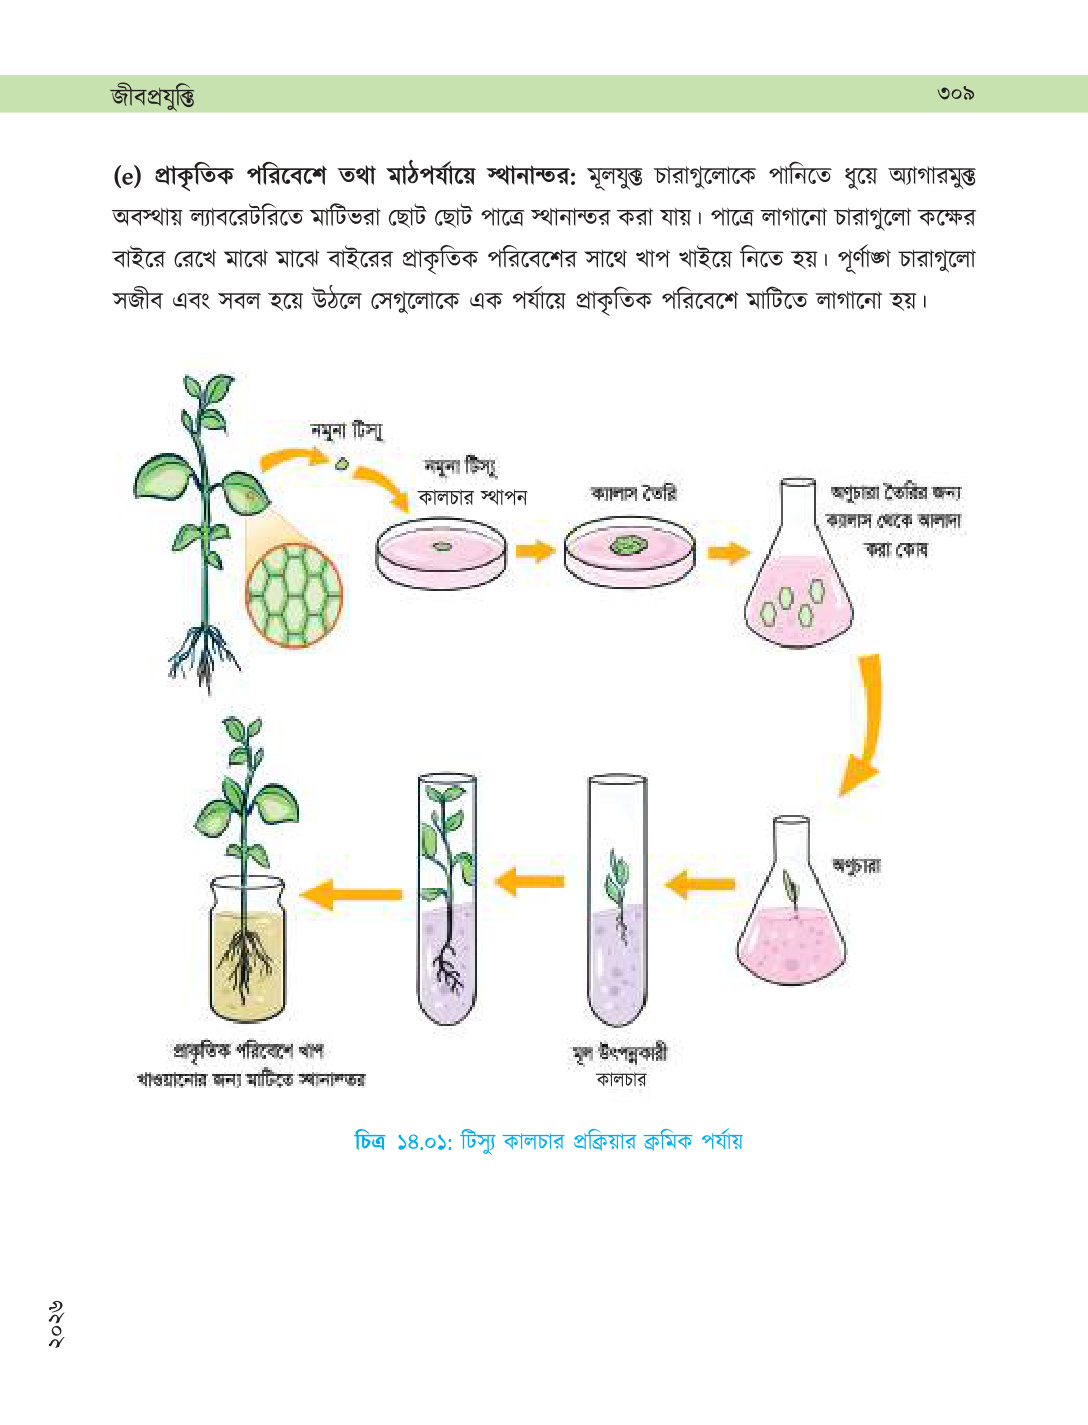 জীবপ্রযুক্তি
৩০৯
(e) প্রাকৃতিক পরিবেশে তথা মাঠপর্যায়ে স্থানান্তর: মূলযুক্ত চারাগুলোকে পানিতে ধুয়ে অ্যাগারমুক্ত
অবস্থায় ল্যাবরেটরিতে মাটিভরা ছোট ছোট পাত্রে স্থানান্তর করা যায়। পাত্রে লাগানো চারাগুলো কক্ষের
বাইরে রেখে মাঝে মাঝে বাইরের প্রাকৃতিক পরিবেশের সাথে খাপ খাইয়ে নিতে হয়। পূর্ণাঙ্গ চারাগুলো
সজীব এবং সবল হয়ে উঠলে সেগুলোকে এক পর্যায়ে প্রাকৃতিক পরিবেশে মাটিতে লাগানো হয়।
নমুনা টিস্যু
নমুনা টিস্যু
কালচার স্থাপন
ক্যালাস তৈরি
অণুচারা তৈরির জন্য
ক্যালাস থেকে আলাদা
করা কোষ
অণুচারা
প্রাকৃতিক পরিবেশে খাপ
খাওয়ানোর জন্য মাটিতে স্থানান্তর
মূল উৎপন্নকারী
কালচার
চিত্র ১৪.০১: টিস্যু কালচার প্রক্রিয়ার ক্রমিক পর্যায়
২০২৬